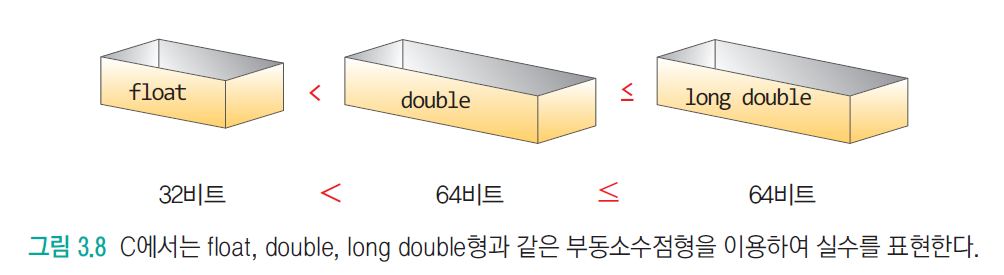 float < double ≤ long double
32비트 < 64비트 ≤ 64비트
그림 3.8 C에서는 float, double, long double형과 같은 부동소수점형을 이용하여 실수를 표현한다.